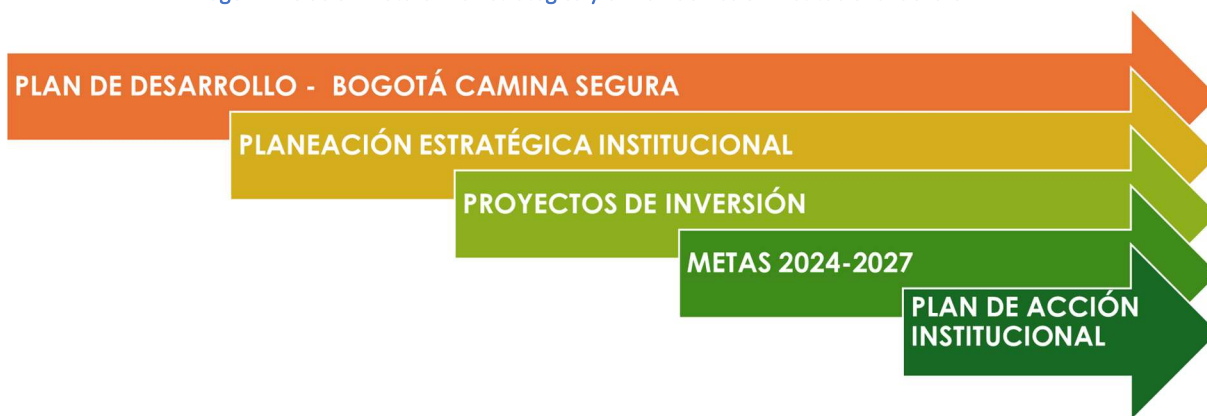 PLAN DE DESARROLLO - BOGOTÁ CAMINA SEGURA
PLANEACIÓN ESTRATÉGICA INSTITUCIONAL
PROYECTOS DE INVERSIÓN
METAS 2024-2027
PLAN DE ACCIÓN
INSTITUCIONAL